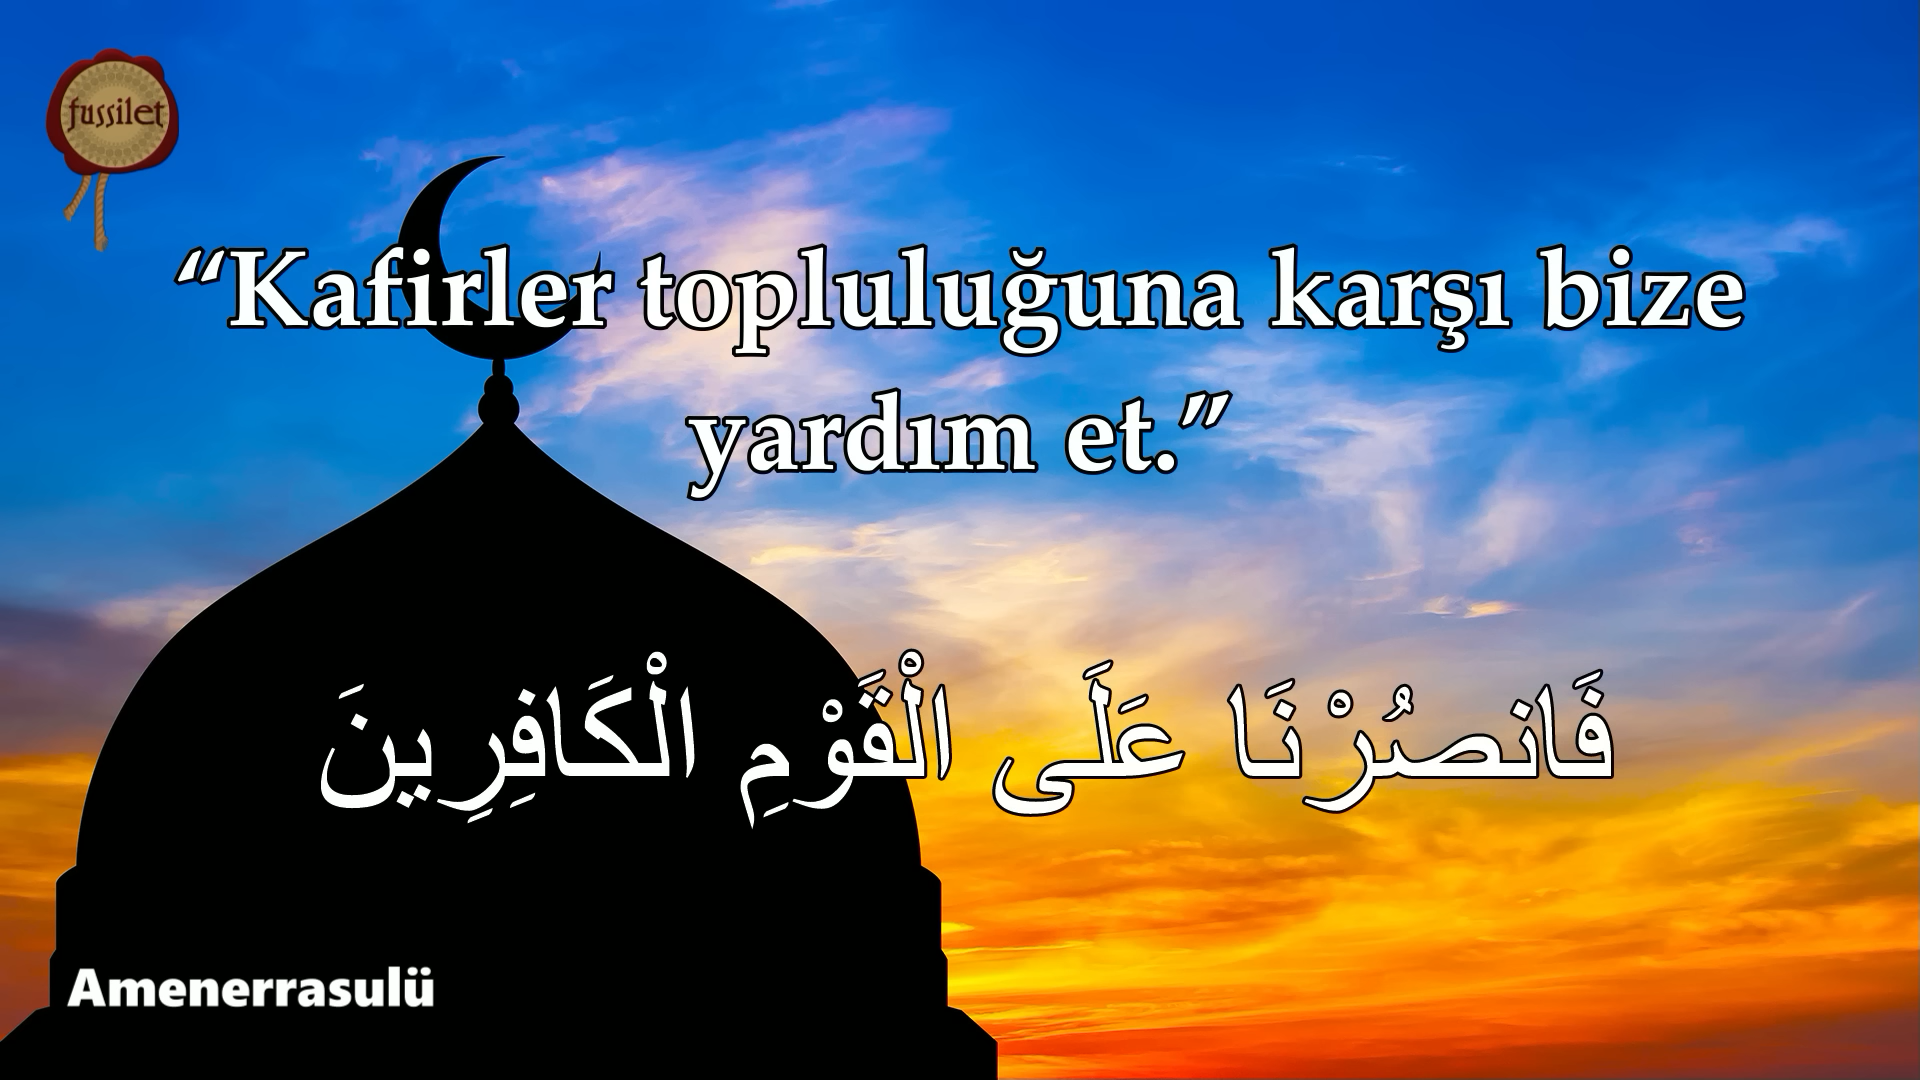 fussilet
“Kafirler topluluğuna karşı bize
yardım et.”
فَانصُرْنَا عَلَى الْقَوْمِ الْكَافِرِينَ
Amenerrasulü